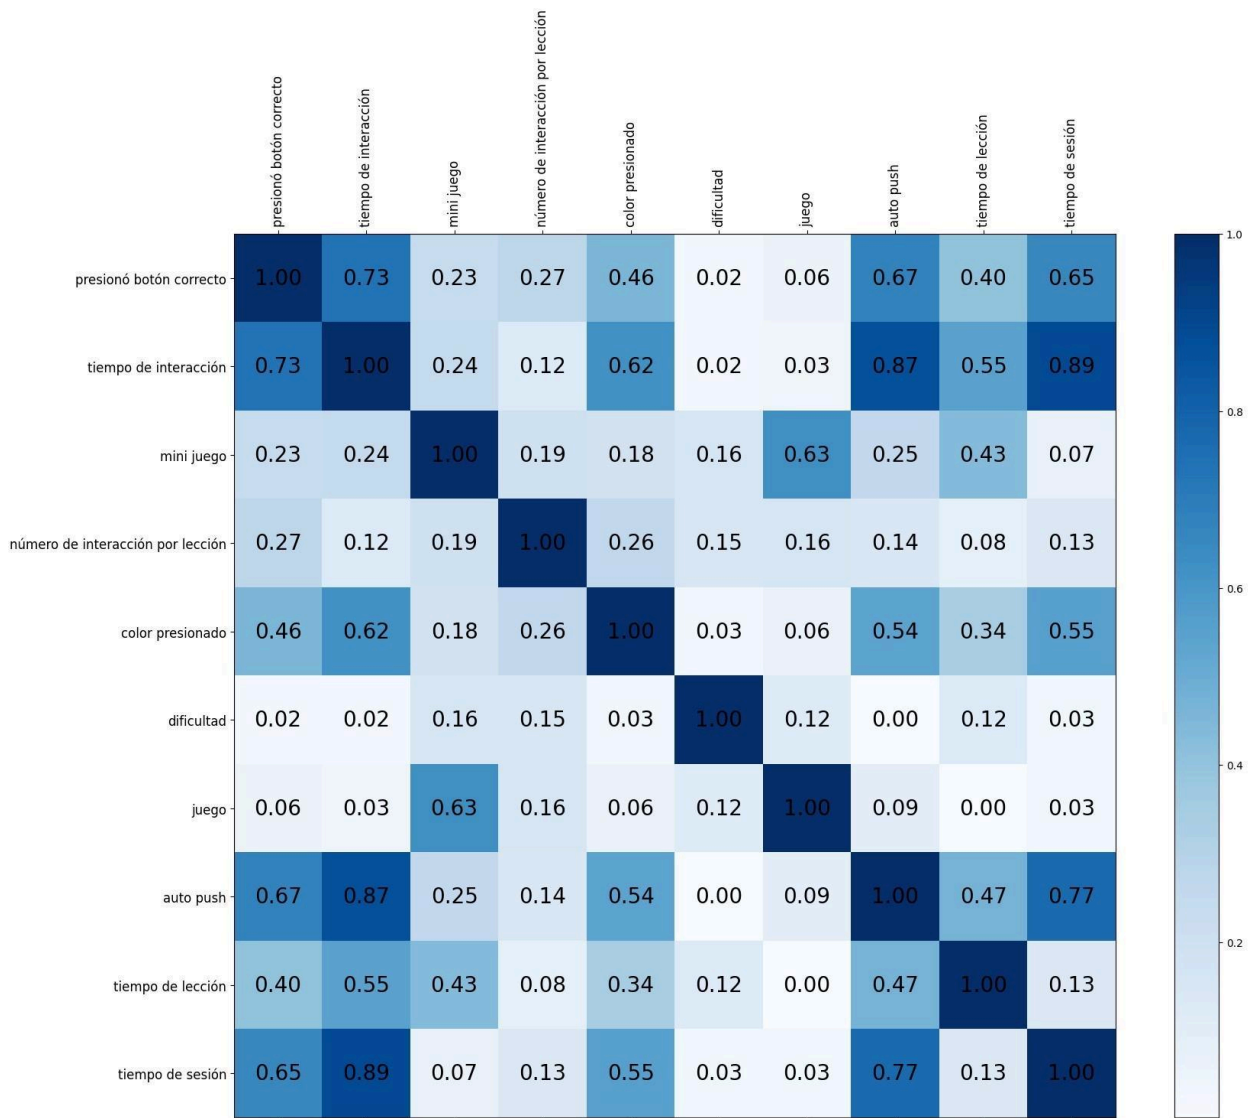 presionó botón correcto
tiempo de interacción
mini juego
número de interacción por lección
color presionado
dificultad
juego
auto push
tiempo de lección
tiempo de sesión
presionó botón correcto 1.00 0.73 0.23 0.27 0.46 0.02 0.06 0.67 0.40 0.65
tiempo de interacción 0.73 1.00 0.24 0.12 0.62 0.02 0.03 0.87 0.55 0.89
mini juego 0.23 0.24 1.00 0.19 0.18 0.16 0.63 0.25 0.43 0.07
número de interacción por lección 0.27 0.12 0.19 1.00 0.26 0.15 0.16 0.14 0.08 0.13
color presionado 0.46 0.62 0.18 0.26 1.00 0.03 0.06 0.54 0.34 0.55
dificultad 0.02 0.02 0.16 0.15 0.03 1.00 0.12 0.00 0.12 0.03
juego 0.06 0.03 0.63 0.16 0.06 0.12 1.00 0.09 0.00 0.03
auto push 0.67 0.87 0.25 0.14 0.54 0.00 0.09 1.00 0.47 0.77
tiempo de lección 0.40 0.55 0.43 0.08 0.34 0.12 0.00 0.47 1.00 0.13
tiempo de sesión 0.65 0.89 0.07 0.13 0.55 0.03 0.03 0.77 0.13 1.00
1.0
0.8
0.6
0.4
0.2